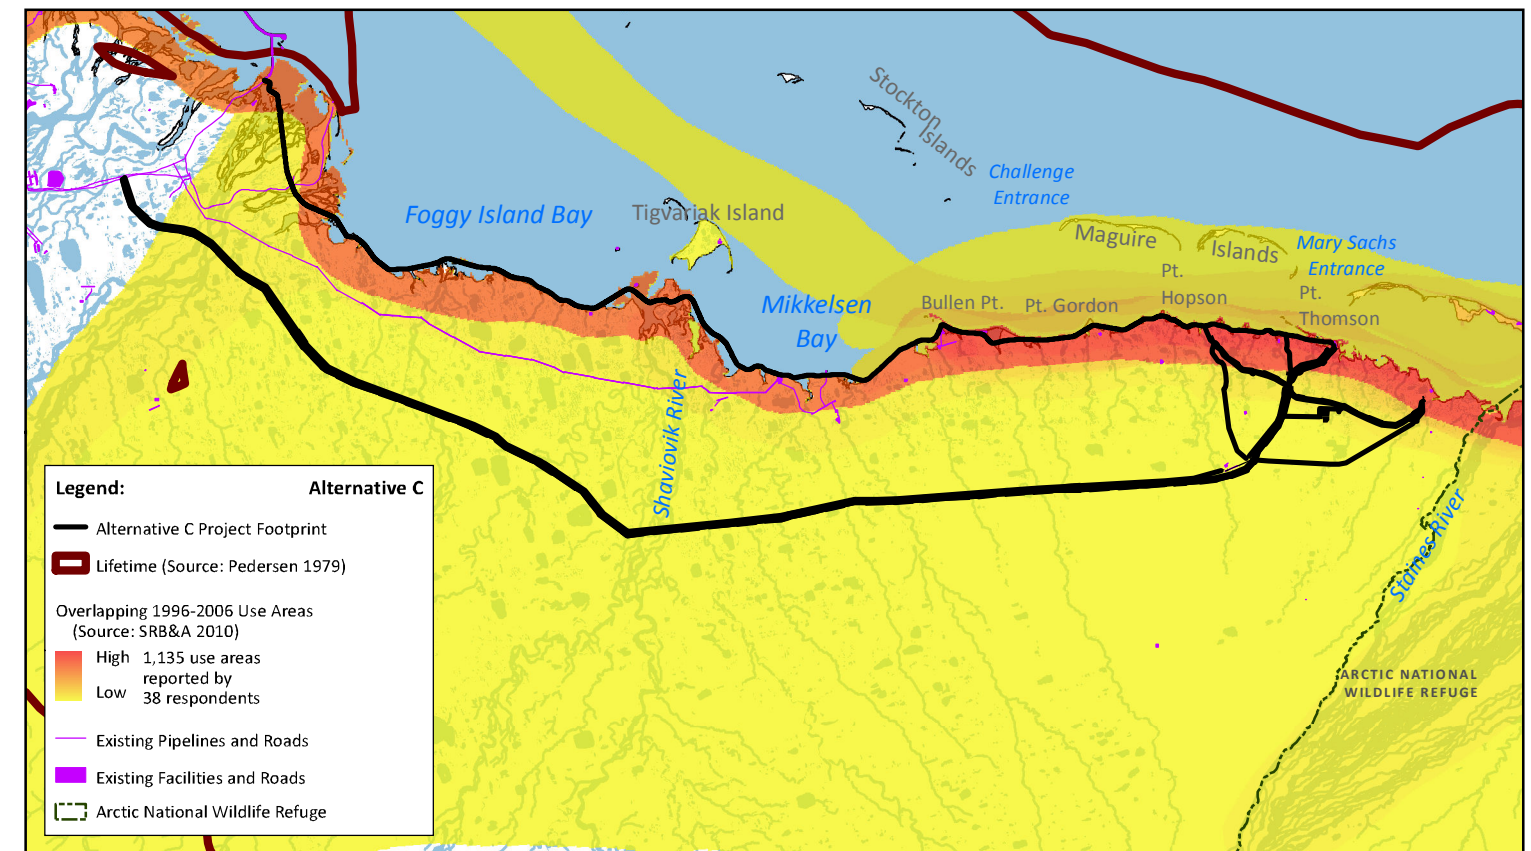 Stockton
Islands
Challenge
Entrance
Foggy Island Bay
Tigvariak Island
Maguire
Islands
Mary Sachs
Entrance
Pt.
Hopson
Pt.
Thomson
Mikkelsen
Bay
Bullen Pt.
Pt. Gordon
Shaviovik River
Staines River
ARCTIC NATIONAL
WILDLIFE REFUGE
Legend: Alternative C
Alternative C Project Footprint
Lifetime (Source: Pedersen 1979)
Overlapping 1996-2006 Use Areas
(Source: SRB&A 2010)
High 1,135 use areas
reported by
Low 38 respondents
Existing Pipelines and Roads
Existing Facilities and Roads
Arctic National Wildlife Refuge